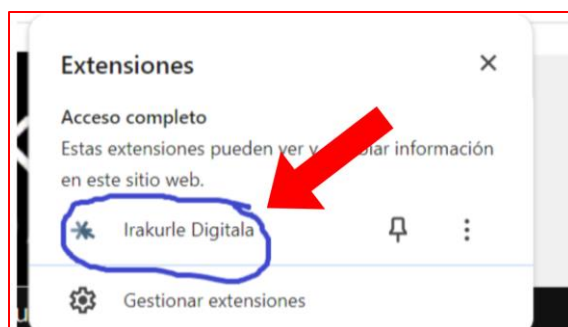 Extensiones
Acceso completo
Estas extensiones pueden ver y información
en este sitio web.
Irakurle Digitala
Gestionar extensiones